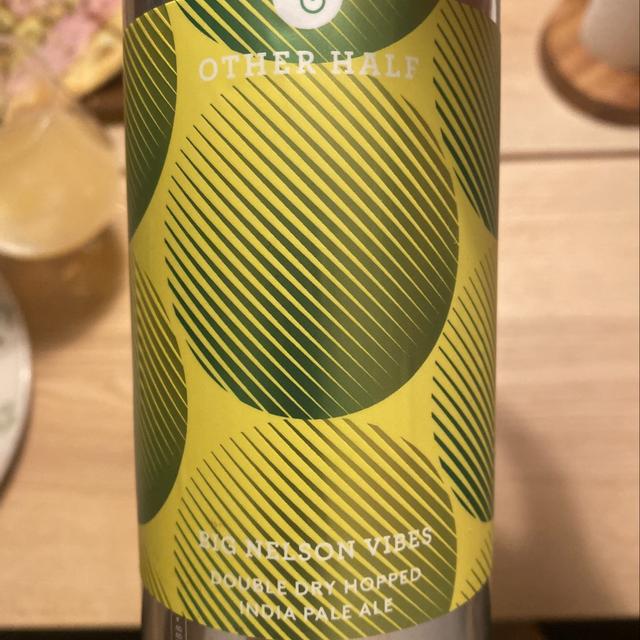 OTHER HALF
BIG NELSON VIBES
DOUBLE DRY HOPPED
INDIA PALE ALE